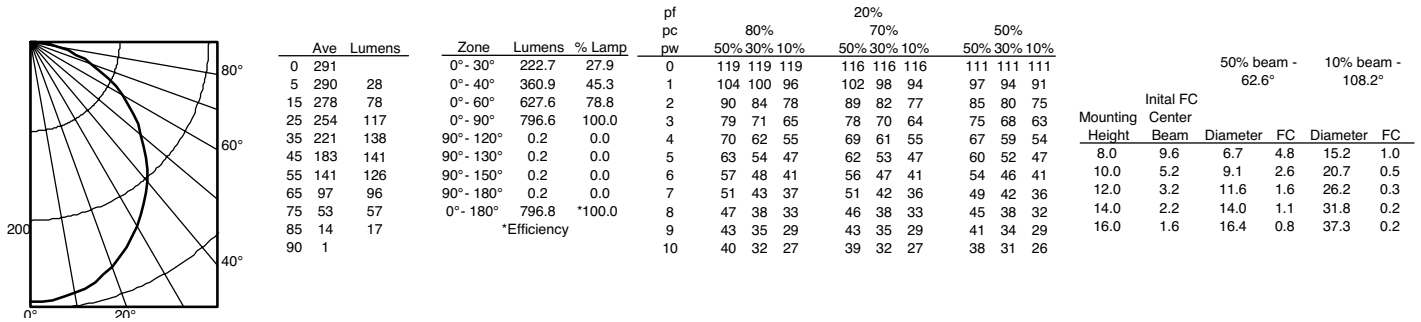 80°
60°
40°
200
0° 20°
Ave Lumens
0 291
5 290 28
15 278 78
25 254 117
35 221 138
45 183 141
55 141 126
65 97 96
75 53 57
85 14 17
90 1
Zone Lumens % Lamp
0°- 30° 222.7 27.9
0°- 40° 360.9 45.3
0°- 60° 627.6 78.8
0°- 90° 796.6 100.0
90°- 120° 0.2 0.0
90°- 130° 0.2 0.0
90°- 150° 0.2 0.0
90°- 180° 0.2 0.0
0°- 180° 796.8 *100.0
*Efficiency
pf 20%
pc 80% 70% 50%
pw 50% 30% 10% 50% 30% 10% 50% 30% 10%
0 119 119 119 116 116 116 111 111 111
1 104 100 96 102 98 94 97 94 91
2 90 84 78 89 82 77 85 80 75
3 79 71 65 78 70 64 75 68 63
4 70 62 55 69 61 55 67 59 54
5 63 54 47 62 53 47 60 52 47
6 57 48 41 56 47 41 54 46 41
7 51 43 37 51 42 36 49 42 36
8 47 38 33 46 38 33 45 38 32
9 43 35 29 43 35 29 41 34 29
10 40 32 27 39 32 27 38 31 26
50% beam - 10% beam -
62.6° 108.2°
Inital FC
Mounting Center
Height Beam Diameter FC Diameter FC
8.0 9.6 6.7 4.8 15.2 1.0
10.0 5.2 9.1 2.6 20.7 0.5
12.0 3.2 11.6 1.6 26.2 0.3
14.0 2.2 14.0 1.1 31.8 0.2
16.0 1.6 16.4 0.8 37.3 0.2